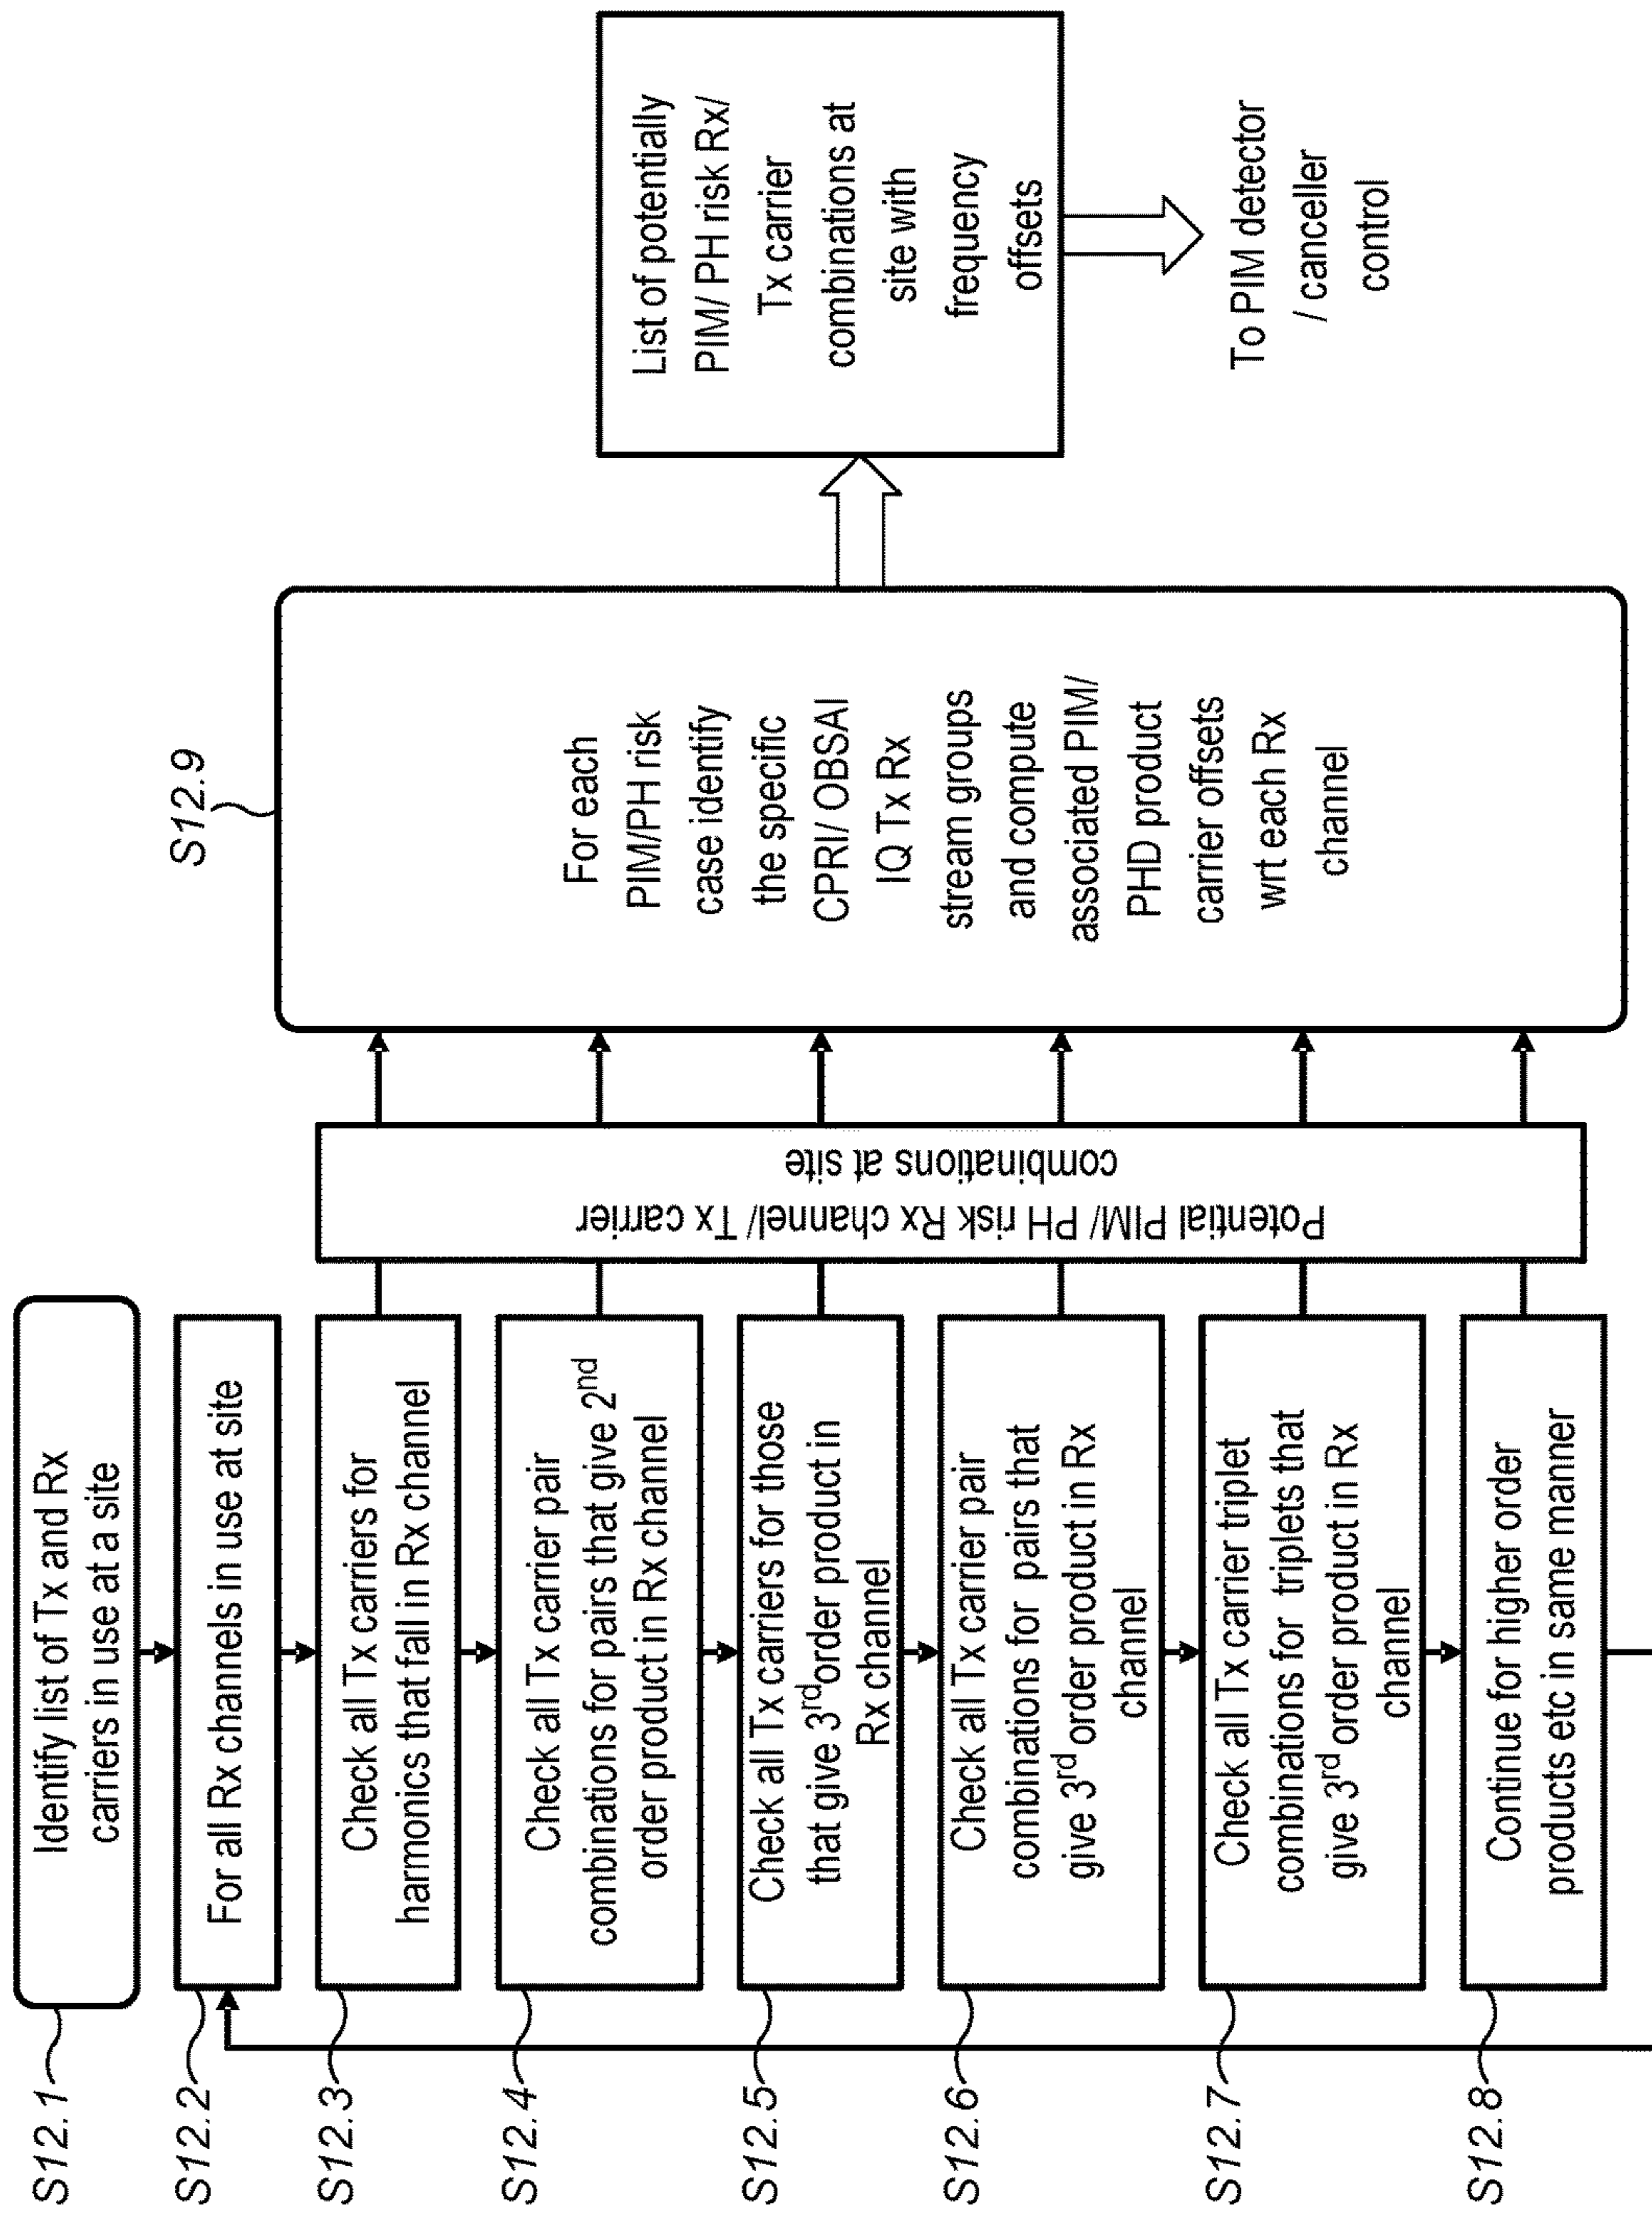 S12.1
Identify list of Tx and Rx
carriers in use at a site
S12.2
For all Rx channels in use at site
S12.3
Check all Tx carriers for
harmonics that fall in Rx channel
S12.4
Check all Tx carrier pair
combinations for pairs that give 2nd
order product in Rx channel
S12.5
Check all Tx carriers for those
that give 3rd order product in
Rx channel
S12.6
Check all Tx carrier pair
combinations for pairs that
give 3rd order product in Rx
channel
S12.7
Check all Tx carrier triplet
combinations for triplets that
give 3rd order product in Rx
channel
S12.8
Continue for higher order
products etc in same manner
Potential PIM/ PH risk Rx channel/ Tx carrier
combinations at site
S12.9
For each
PIM/PH risk
case identify
the specific
CPRI/ OBSAI
IQ Tx Rx
stream groups
and compute
associated PIM/
PHD product
carrier offsets
wrt each Rx
channel
List of potentially
PIM/ PH risk Rx/
Tx carrier
combinations at
site with
frequency
offsets
To PIM detector
/ canceller
control